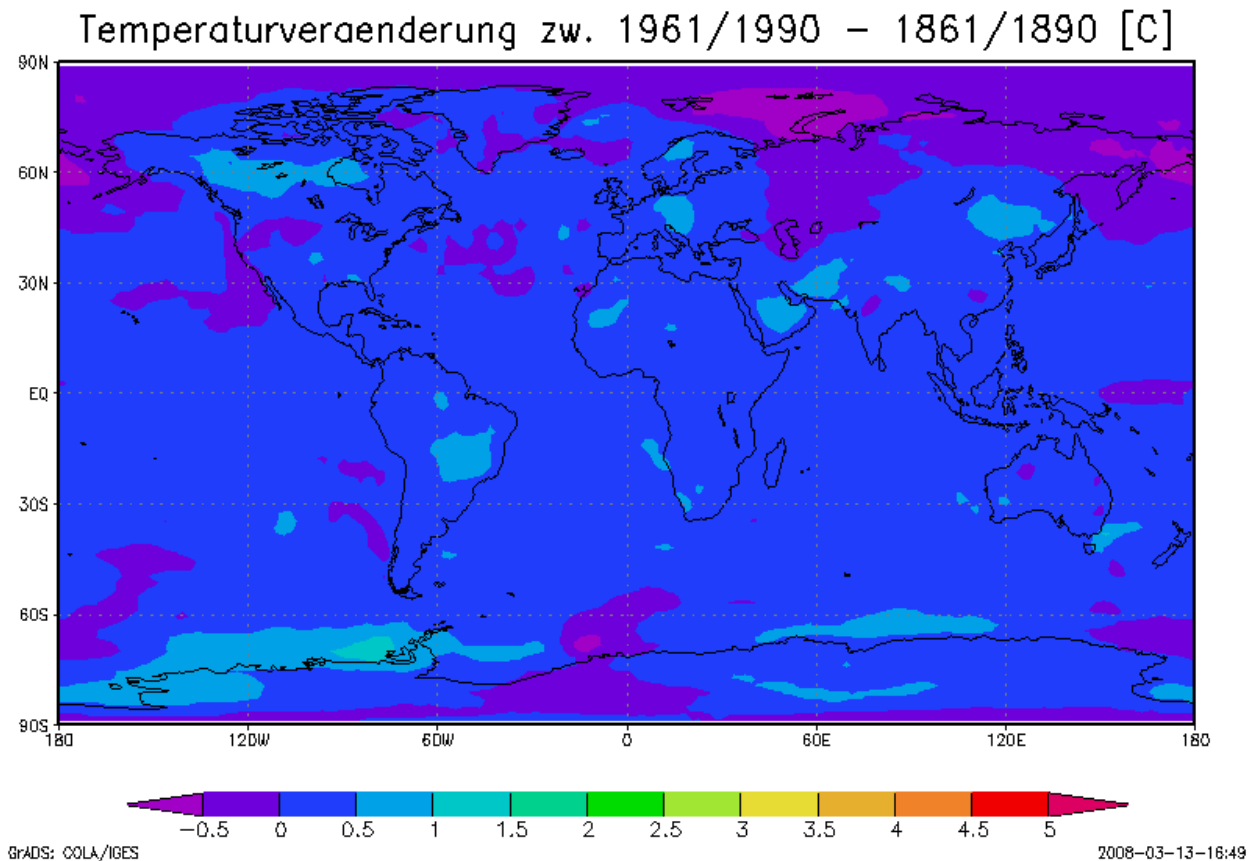 Temperaturveraenderung zw. 1961/1990 – 1861/1890 [C]
90N
60N
30N
EQ
30S
60S
90S
180 120W 60W 0 60E 120E 180
−0.5 0 0.5 1 1.5 2 2.5 3 3.5 4 4.5 5
GrADS: COLA/IGES 2008−03−13−16:49